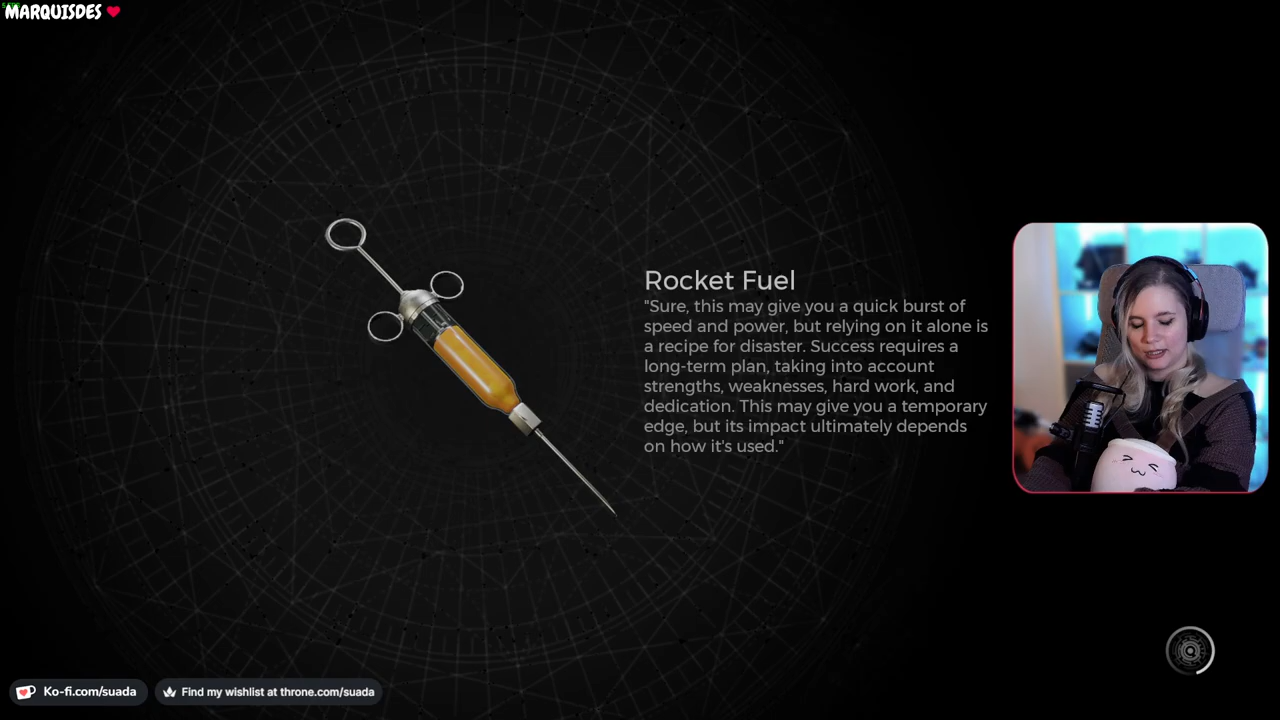 MARQUISDES
Rocket Fuel
"Sure, this may give you a quick burst of
speed and power, but relying on it alone is
a recipe for disaster. Success requires a
long-term plan, taking into account
strengths, weaknesses, hard work, and
dedication. This may give you a temporary
edge, but its impact ultimately depends
on how it's used."
Ko-fi.com/suada
Find my wishlist at throne.com/suada